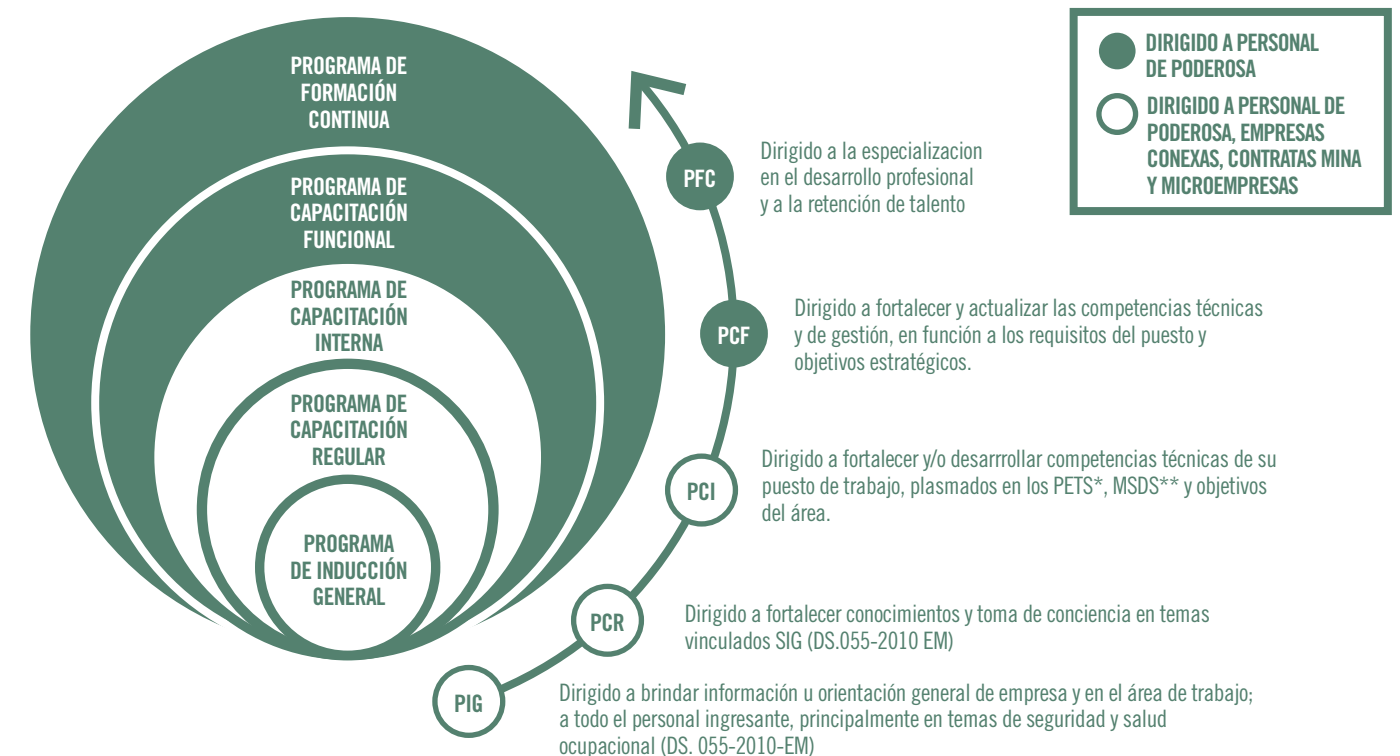 PROGRAMA DE
FORMACIÓN
CONTINUA
PROGRAMA DE
CAPACITACIÓN
FUNCIONAL
PROGRAMA DE
CAPACITACIÓN
INTERNA
PROGRAMA DE
CAPACITACIÓN
REGULAR
PROGRAMA
DE INDUCCIÓN
GENERAL
DIRIGIDO A PERSONAL
DE PODEROSA
DIRIGIDO A PERSONAL DE
PODEROSA, EMPRESAS
CONEXAS, CONTRATAS MINA
Y MICROEMPRESAS
PFC
Dirigido a la especializacion
en el desarrollo profesional
y a la retención de talento
PCF
Dirigido a fortalecer y actualizar las competencias técnicas
y de gestión, en función a los requisitos del puesto y
objetivos estratégicos.
PCI
Dirigido a fortalecer y/o desarrrollar competencias técnicas de su
puesto de trabajo, plasmados en los PETS*, MSDS** y objetivos
del área.
PCR
Dirigido a fortalecer conocimientos y toma de conciencia en temas
vinculados SIG (DS.055-2010 EM)
PIG
Dirigido a brindar información u orientación general de empresa y en el área de trabajo;
a todo el personal ingresante, principalmente en temas de seguridad y salud
ocupacional (DS. 055-2010-EM)